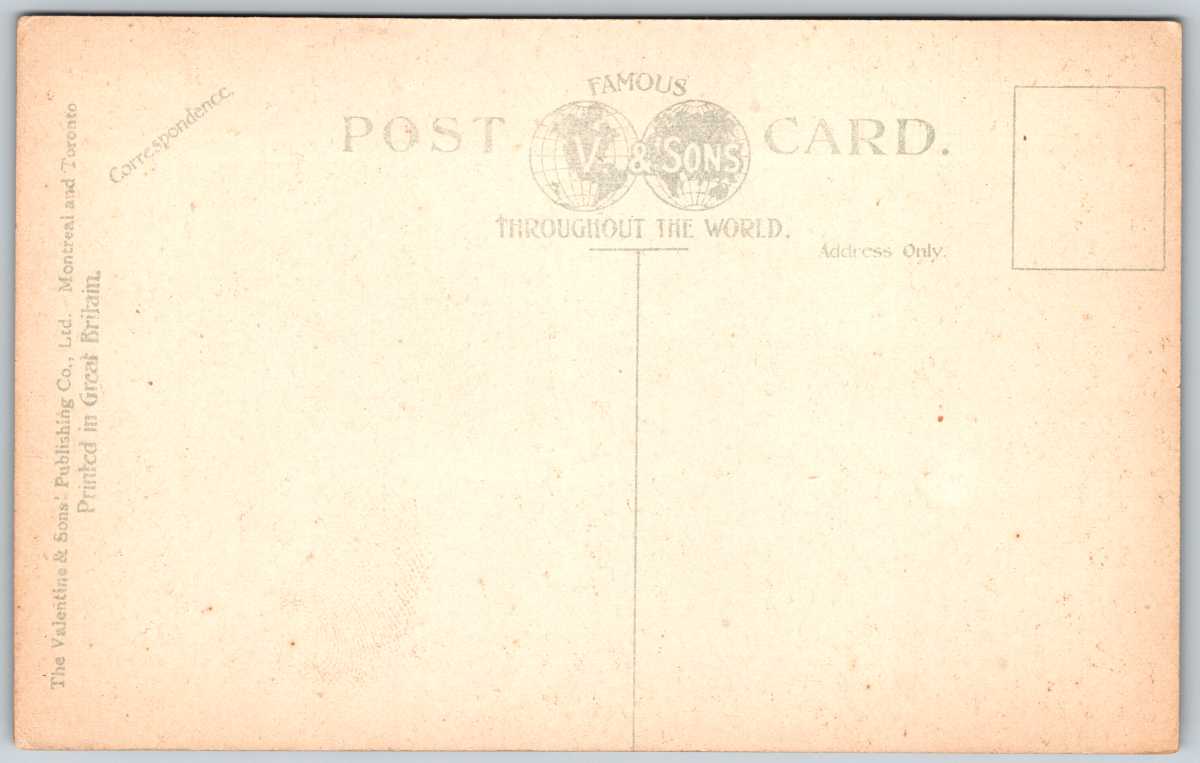 FAMOUS
POST V. & SONS CARD.
THROUGHOUT THE WORLD.
Correspondence.
Address Only.
The Valentine & Sons' Publishing Co., Ltd. Montreal and Toronto
Printed in Great Britain.